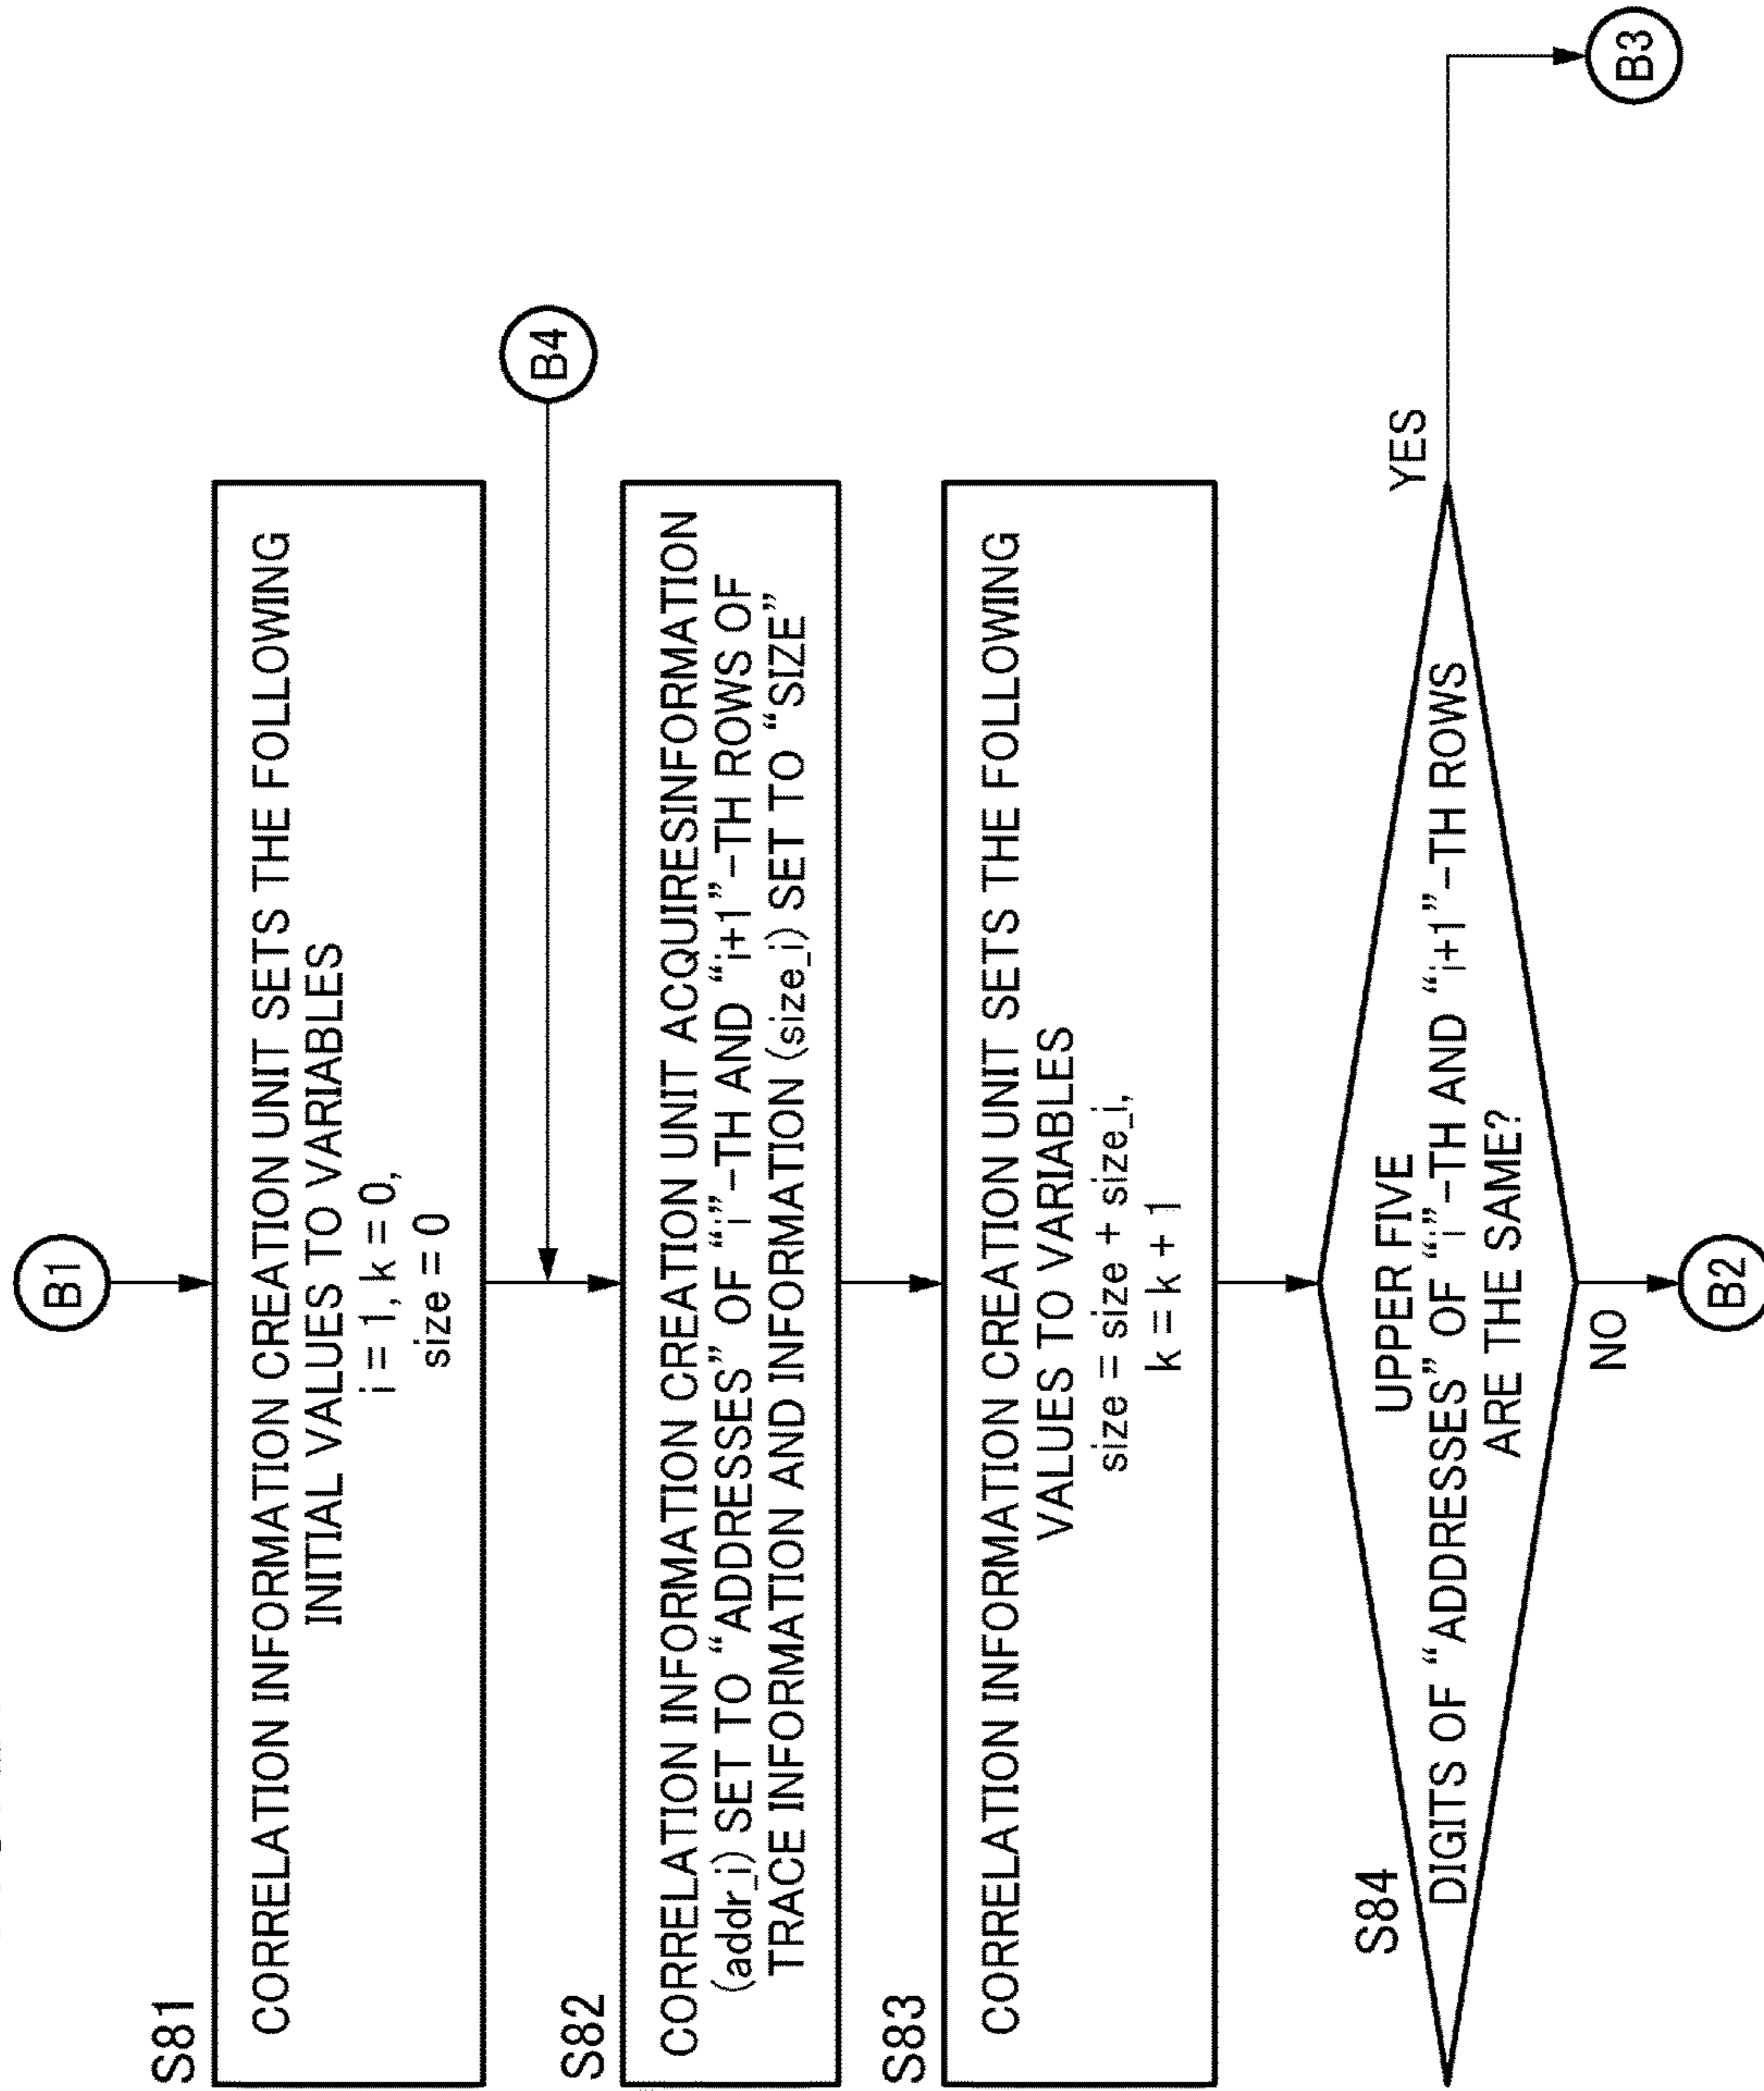 B1
S81
CORRELATION INFORMATION CREATION UNIT SETS THE FOLLOWING
INITIAL VALUES TO VARIABLES
i = 1, k = 0,
size = 0
B4
S82
CORRELATION INFORMATION CREATION UNIT ACQUIRESINFORMATION
(addr_i) SET TO “ADDRESSES” OF “i”-TH AND “i+1”-TH ROWS OF
TRACE INFORMATION AND INFORMATION (size_i) SET TO “SIZE”
S83
CORRELATION INFORMATION CREATION UNIT SETS THE FOLLOWING
VALUES TO VARIABLES
size = size + size_i,
k = k + 1
S84
UPPER FIVE
DIGITS OF “ADDRESSES” OF “i”-TH AND “i+1”-TH ROWS
ARE THE SAME?
YES
NO
B3
B2